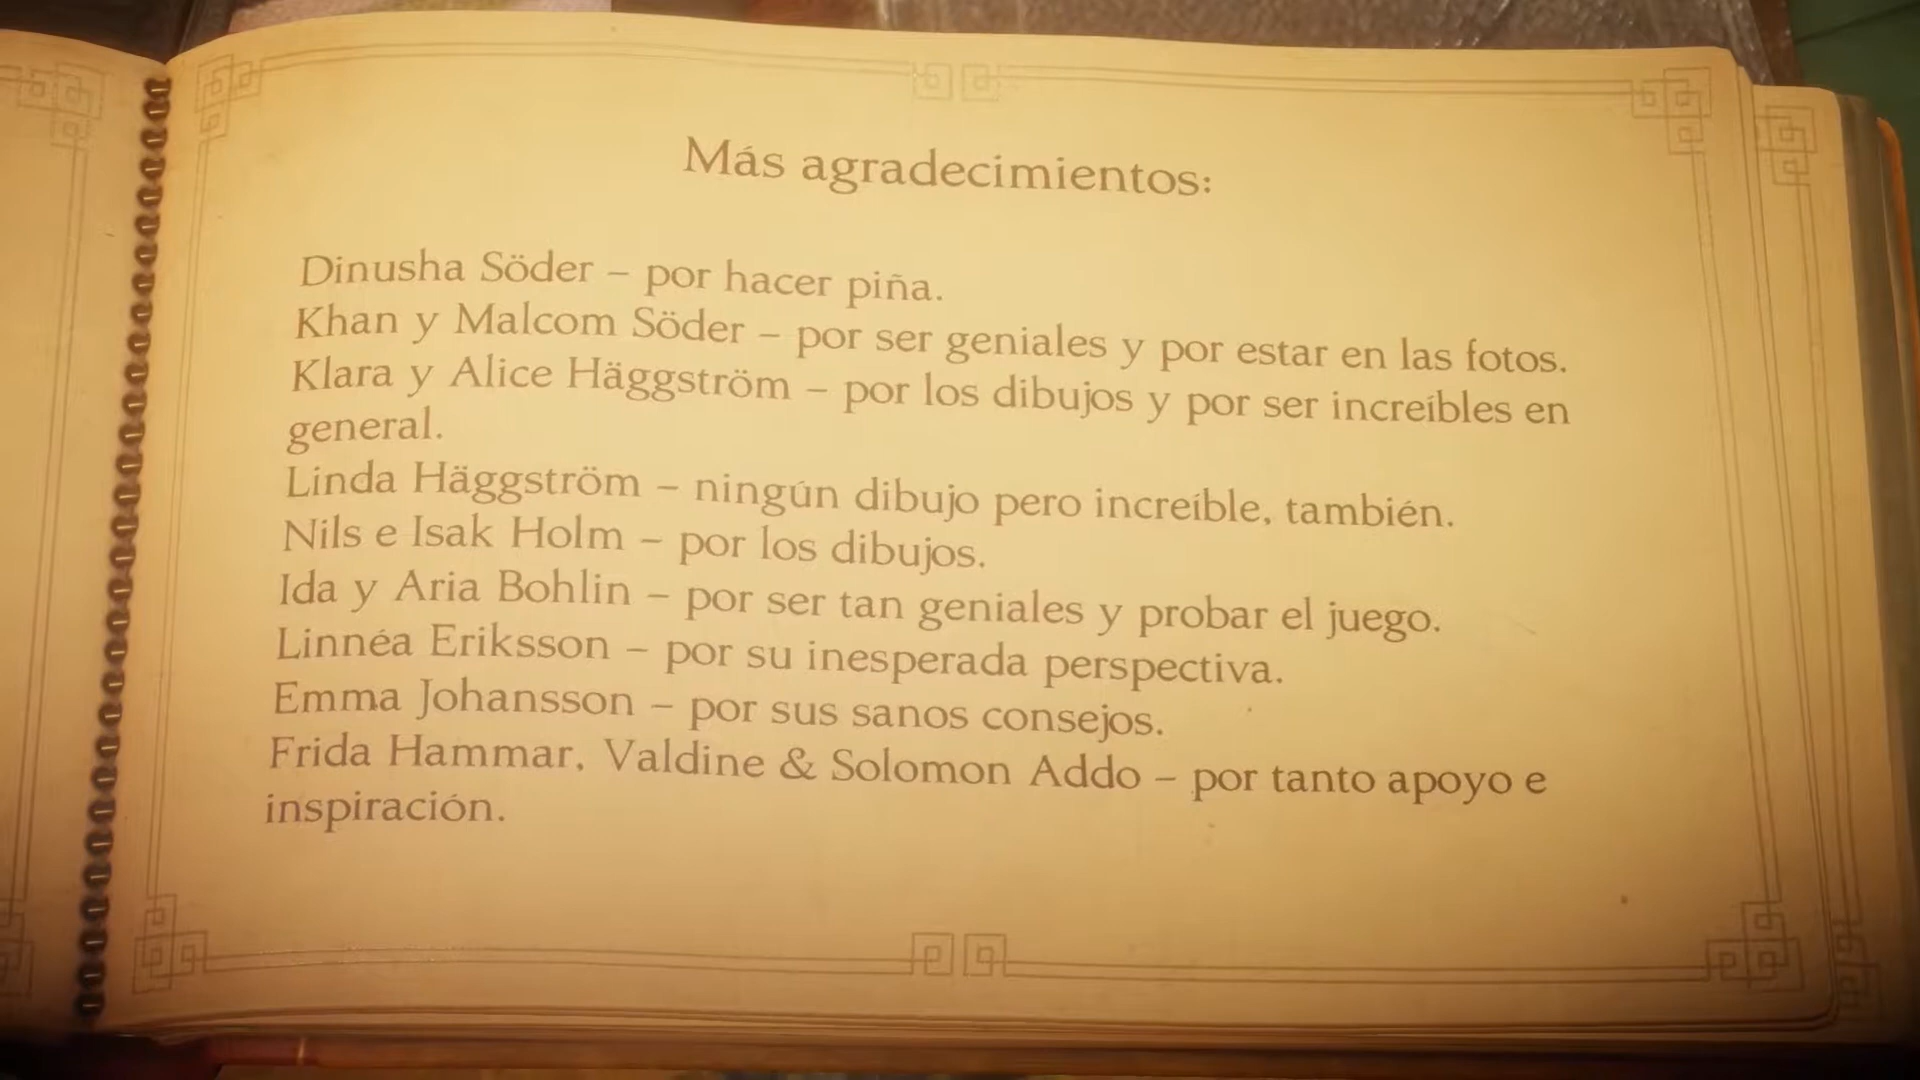 Más agradecimientos:
Dinusha Söder – por hacer piña.
Khan y Malcom Söder – por ser geniales y por estar en las fotos.
Klara y Alice Häggström – por los dibujos y por ser increíbles en
general.
Linda Häggström – ningún dibujo pero increíble, también.
Nils e Isak Holm – por los dibujos.
Ida y Aria Bohlin – por ser tan geniales y probar el juego.
Linnéa Eriksson – por su inesperada perspectiva.
Emma Johansson – por sus sanos consejos.
Frida Hammar, Valdine & Solomon Addo – por tanto apoyo e
inspiración.